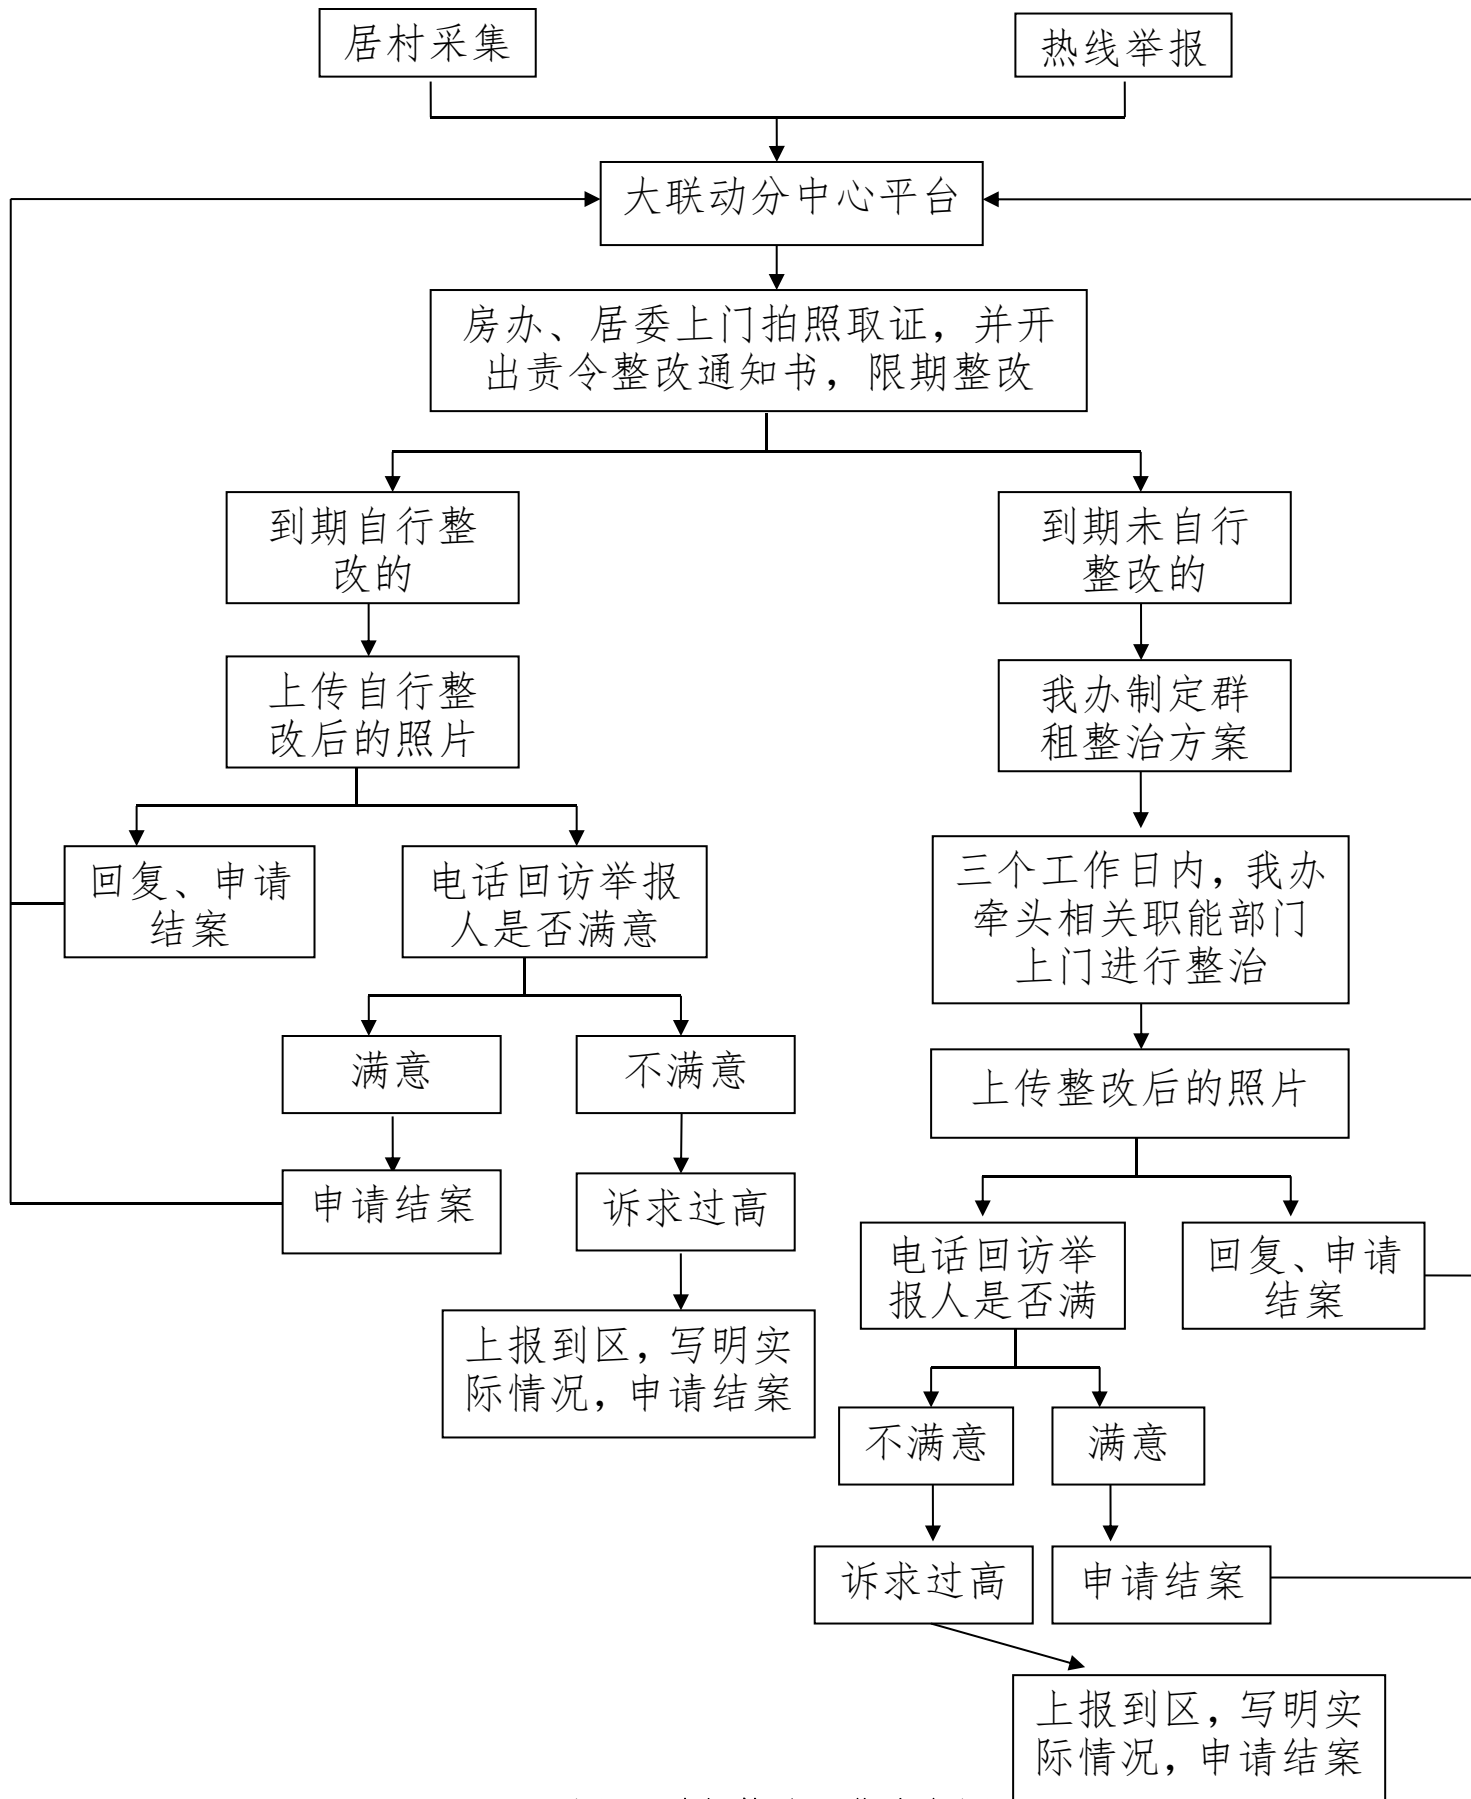 居村采集
热线举报
大联动分中心平台
房办、居委上门拍照取证，并开
出责令整改通知书，限期整改
到期自行整
改的
到期未自行
整改的
上传自行整
改后的照片
我办制定群
租整治方案
回复、申请
结案
电话回访举报
人是否满意
三个工作日内，我办
牵头相关职能部门
上门进行整治
满意
不满意
上传整改后的照片
申请结案
诉求过高
电话回访举
报人是否满
回复、申请
结案
上报到区，写明实
际情况，申请结案
不满意
满意
诉求过高
申请结案
上报到区，写明实
际情况，申请结案